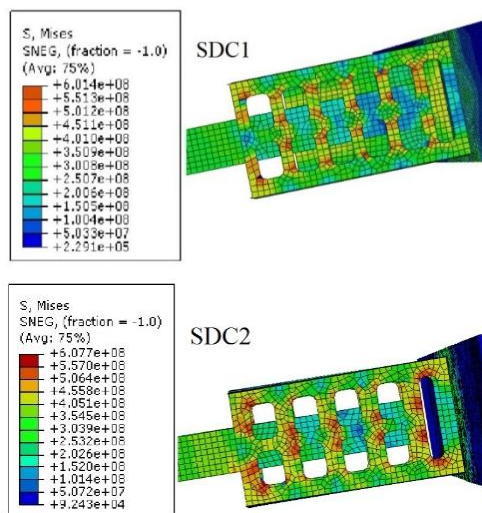 S, Mises
SNEG, (fraction = -1.0)
(Avg: 75%)
+6.014e+08
+5.513e+08
+5.012e+08
+4.511e+08
+4.010e+08
+3.509e+08
+3.008e+08
+2.507e+08
+2.006e+08
+1.505e+08
+1.004e+08
+5.033e+07
+2.291e+05
SDC1
S, Mises
SNEG, (fraction = -1.0)
(Avg: 75%)
+6.077e+08
+5.570e+08
+5.064e+08
+4.558e+08
+4.051e+08
+3.545e+08
+3.039e+08
+2.532e+08
+2.026e+08
+1.520e+08
+1.013e+08
+5.072e+07
+9.243e+04
SDC2